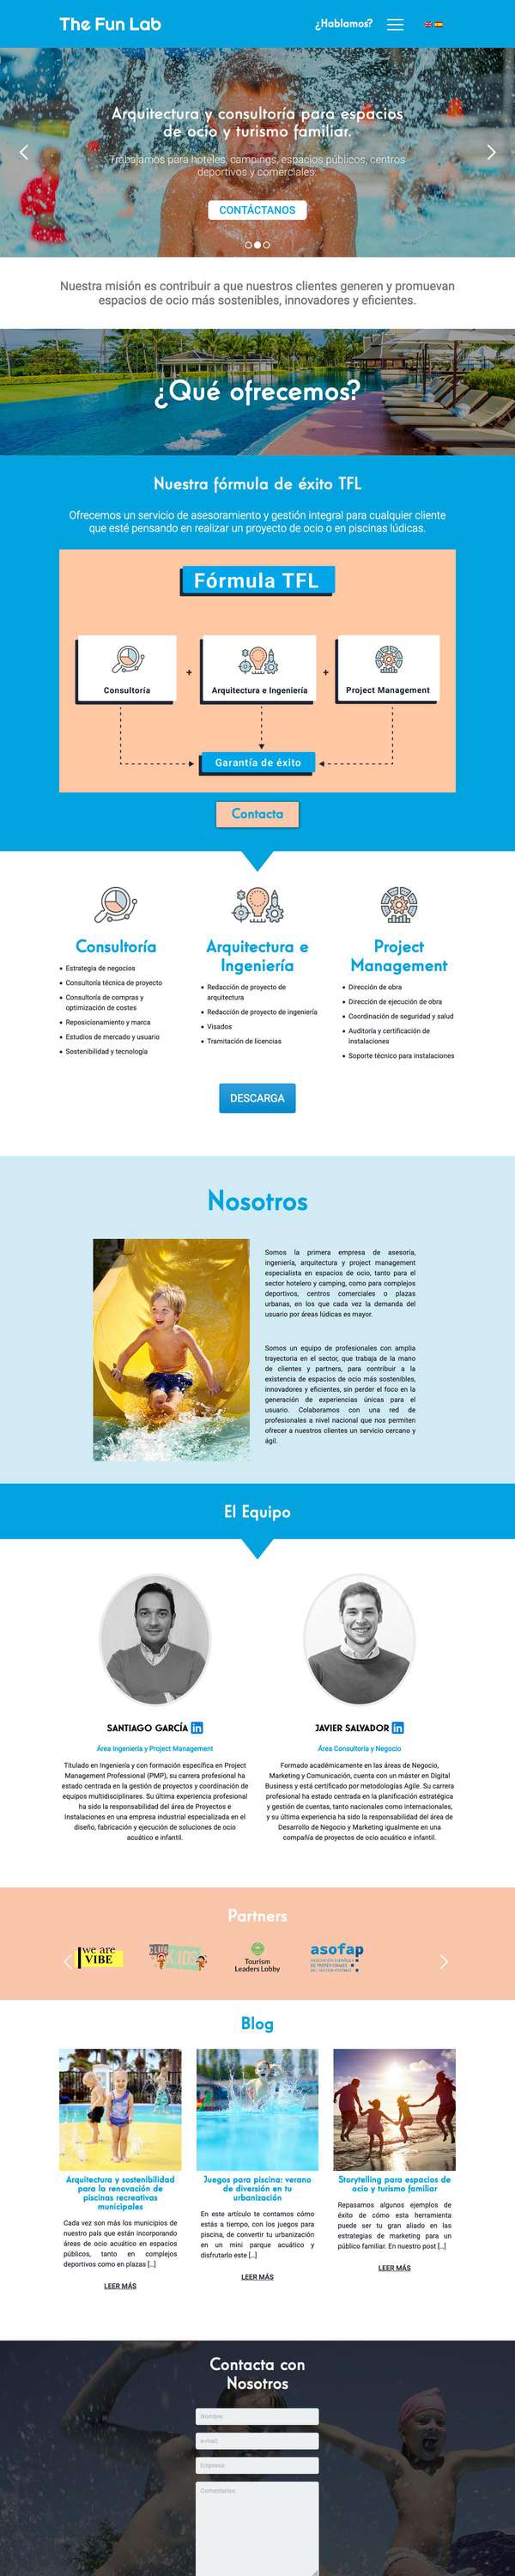 The Fun Lab
¿Hablamos?
Arquitectura y consultoría para espacios
de ocio y turismo familiar.
Trabajamos para hoteles, campings, espacios públicos, centros
deportivos y comerciales.
CONTÁCTANOS
Nuestra misión es contribuir a que nuestros clientes generen y promuevan
espacios de ocio más sostenibles, innovadores y eficientes.
¿Qué ofrecemos?
Nuestra fórmula de éxito TFL
Ofrecemos un servicio de asesoramiento y gestión integral para cualquier cliente
que esté pensando en realizar un proyecto de ocio o en piscinas lúdicas.
Fórmula TFL
Consultoría
+
Arquitectura e Ingeniería
+
Project Management
Garantía de éxito
Contacta
Consultoría
• Estrategia de negocios
• Consultoría técnica de proyecto
• Consultoría de compras y
optimización de costes
• Reposicionamiento y marca
• Estudios de mercado y usuario
• Sostenibilidad y tecnología
Arquitectura e
Ingeniería
• Redacción de proyecto de
arquitectura
• Redacción de proyecto de ingeniería
• Visados
• Tramitación de licencias
Project
Management
• Dirección de obra
• Dirección de ejecución de obra
• Coordinación de seguridad y salud
• Auditoría y certificación de
instalaciones
• Soporte técnico para instalaciones
DESCARGA
Nosotros
Somos la primera empresa de asesoría,
ingeniería, arquitectura y project management
especialista en espacios de ocio, tanto para el
sector hotelero y camping, como para complejos
deportivos, centros comerciales o plazas
urbanas, en los que cada vez la demanda del
usuario por áreas lúdicas es mayor.
Somos un equipo de profesionales con amplia
trayectoria en el sector, que trabaja de la mano
de clientes y partners, para contribuir a la
existencia de espacios de ocio más sostenibles,
innovadores y eficientes, sin perder el foco en la
generación de experiencias únicas para el
usuario. Colaboramos con una red de
profesionales a nivel nacional que nos permiten
ofrecer a nuestros clientes un servicio cercano y
ágil.
El Equipo
SANTIAGO GARCÍA in
Área Ingeniería y Project Management
Titulado en Ingeniería y con formación específica en Project
Management Professional (PMP), su carrera profesional ha
estado centrada en la gestión de proyectos y coordinación de
equipos multidisciplinares. Su última experiencia profesional
ha sido la responsabilidad del área de Proyectos e
Instalaciones en una empresa industrial especializada en el
diseño, fabricación y ejecución de soluciones de ocio
acuático e infantil.
JAVIER SALVADOR in
Área Consultoría y Negocio
Formado académicamente en las áreas de Negocio,
Marketing y Comunicación, cuenta con un máster en Digital
Business y está certificado por metodologías Agile. Su carrera
profesional ha estado centrada en la planificación estratégica
y gestión de cuentas, tanto nacionales como internacionales,
y su última experiencia ha sido la responsabilidad del área de
Desarrollo de Negocio y Marketing igualmente en una
compañía de proyectos de ocio acuático e infantil.
Partners
we are
VIBE
CLUB
KIDS
Tourism
Leaders Lobby
asofap
Blog
Arquitectura y sostenibilidad
para la renovación de
piscinas recreativas
municipales
Cada vez son más los municipios de
nuestro país que están incorporando
áreas de ocio acuático en espacios
públicos, tanto en complejos
deportivos como en plazas [...]
LEER MÁS
Juegos para piscina: verano
de diversión en tu
urbanización
En este artículo te contamos cómo
estás a tiempo, con los juegos para
piscina, de convertir tu urbanización
en un mini parque acuático y
disfrutarlo este [...]
LEER MÁS
Storytelling para espacios de
ocio y turismo familiar
Repasamos algunos ejemplos de
éxito de cómo esta herramienta
puede ser tu gran aliado en las
estrategias de marketing para un
público familiar. En nuestro post [...]
LEER MÁS
Contacta con
Nosotros
Nombre
e-mail
Empresa
Comentarios